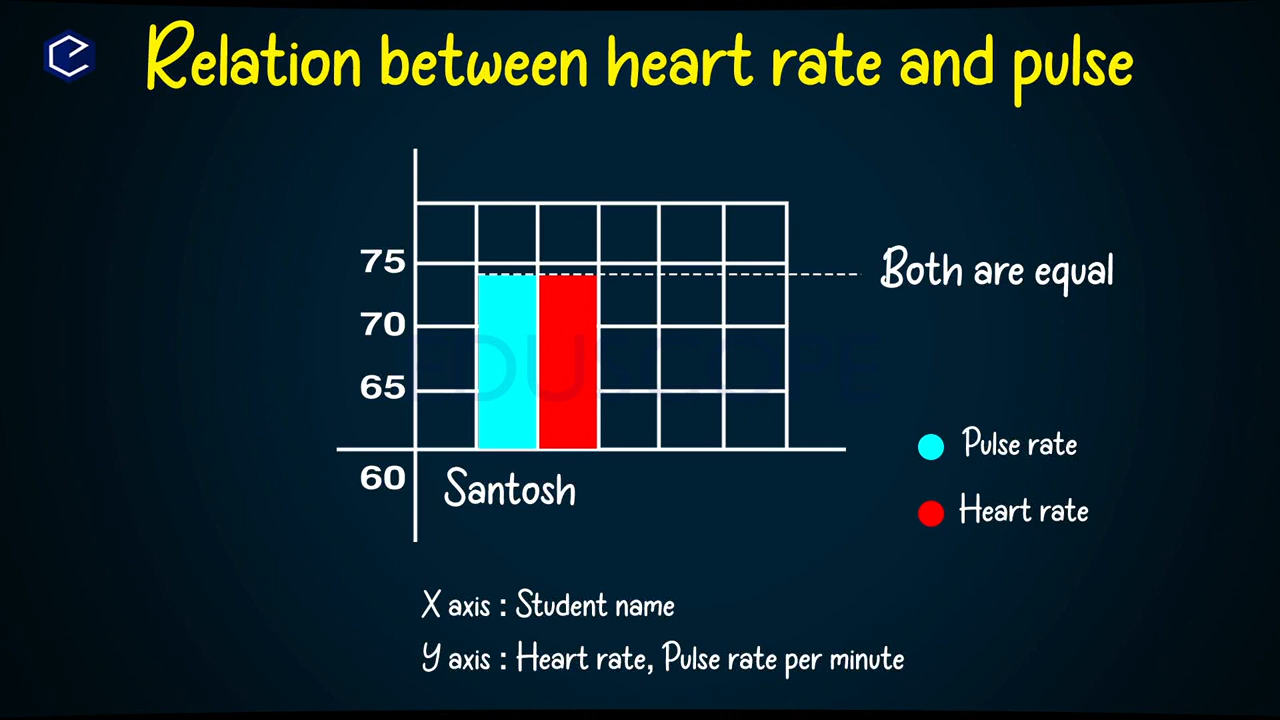 Relation between heart rate and pulse
75
Both are equal
70
65
Pulse rate
60
Santosh
Heart rate
X axis : Student name
Y axis : Heart rate, Pulse rate per minute